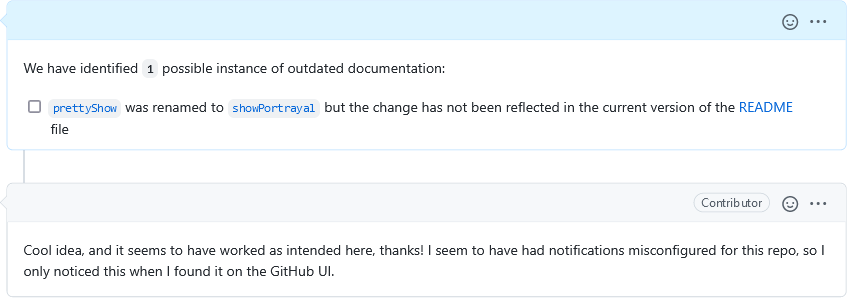 We have identified 1 possible instance of outdated documentation:
prettyShow was renamed to showPortrayal but the change has not been reflected in the current version of the README
file
Contributor
Cool idea, and it seems to have worked as intended here, thanks! I seem to have had notifications misconfigured for this repo, so I
only noticed this when I found it on the GitHub UI.